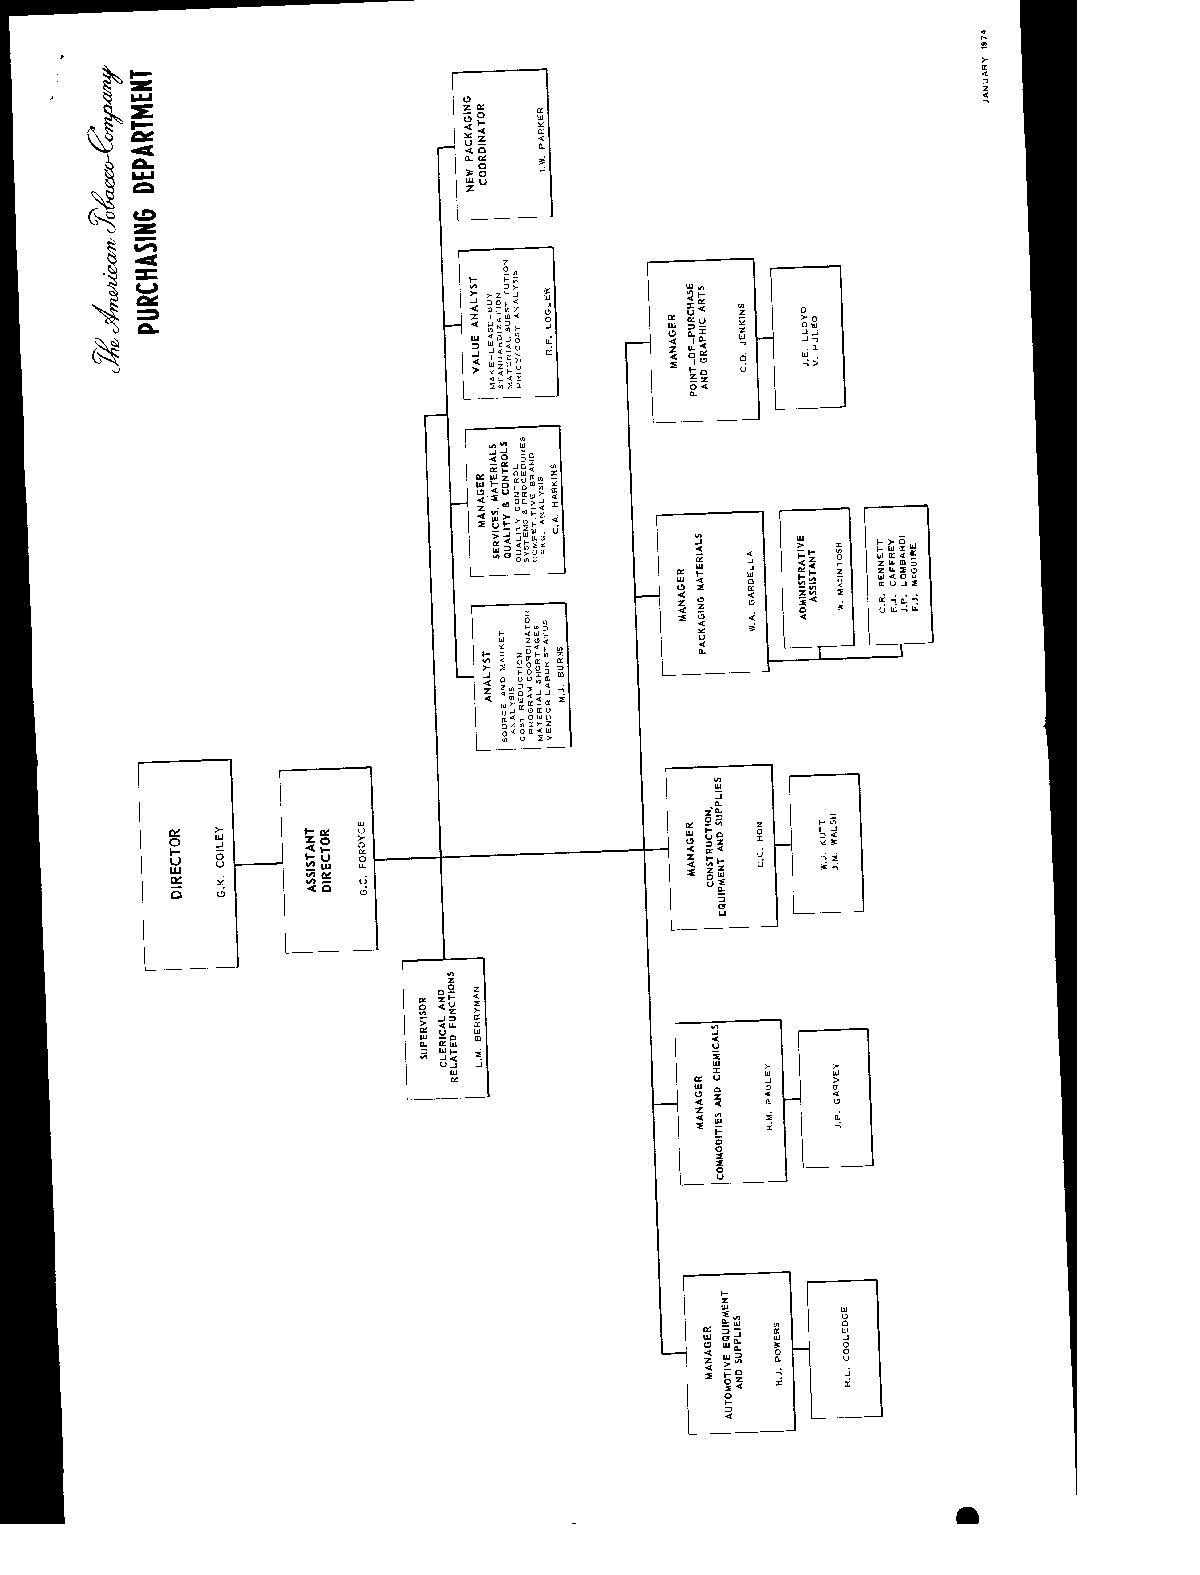 The American Tobacco Company
PURCHASING DEPARTMENT
DIRECTOR
G.K. COILEY
ASSISTANT
DIRECTOR
G.C. FORDYCE
SUPERVISOR
CLERICAL AND
RELATED FUNCTIONS
L.M. BERRYMAN
ANALYST
SOURCE AND MARKET
ANALYSIS
COST REDUCTION
PROGRAM COORDINATOR
MATERIAL SHORTAGES
VENDOR LABOR STATUS
M.J. BURNS
MANAGER
SERVICES, MATERIALS
QUALITY & CONTROLS
QUALITY CONTROL
SYSTEMS & PROCEDURES
COMPETITIVE BRAND
PKG. ANALYSIS
C.A. HARKINS
VALUE ANALYST
MAKE-LEASE-BUY
STANDARDIZATION
MATERIAL SUBSTITUTION
PRICE/COST ANALYSIS
R.F.
NEW PACKAGING
COORDINATOR
PARKER
MANAGER
AUTOMOTIVE EQUIPMENT
AND SUPPLIES
H.J. POWERS
R.L. COOLEDGE
MANAGER
COMMODITIES AND CHEMICALS
H.M. PAULEY
J.P. GARVEY
MANAGER
CONSTRUCTION,
EQUIPMENT AND SUPPLIES
C.C. HON
W.J. KUTT
J.M. WALSH
MANAGER
PACKAGING MATERIALS
W.A. GARDELLA
ADMINISTRATIVE
ASSISTANT
W. MACINTOSH
C.R. BENNETT
F.J. CAFFREY
J.P. LOMBARDI
F.J. McGUIRE
MANAGER
POINT-OF-PURCHASE
AND GRAPHIC ARTS
C.D. JENKINS
J.E. LLOYD
V. PULEO
JANUARY 1974